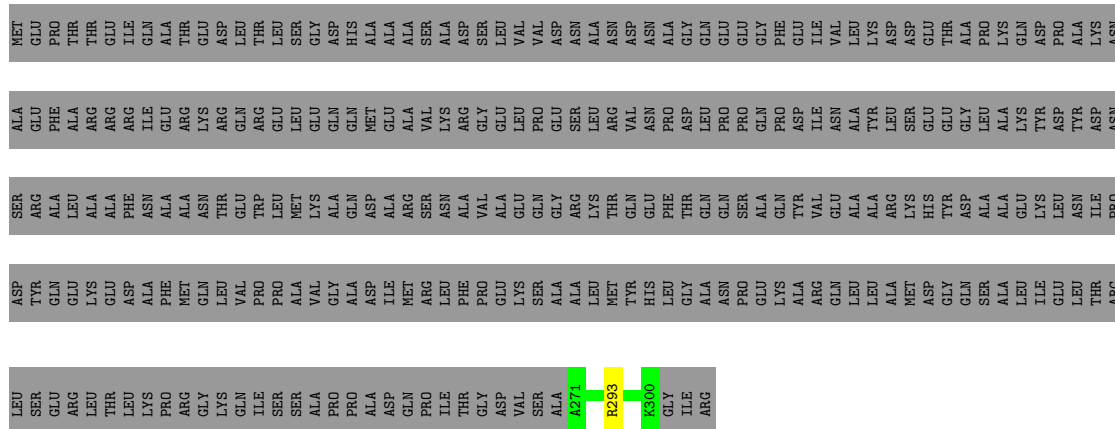 MET GLU PRO THR THR GLU ILE GLN ALA THR GLU ASP LEU THR LEU SER GLY ASP HIS ALA ALA ALA SER ALA ASP SER LEU VAL VAL ASP ASN ALA ASN ASP ASN ALA GLY GLN GLU GLU GLY PHE GLU ILE VAL LEU LYS ASP ASP GLU THR ALA PRO LYS GLN ASP PRO ALA LYS ASN
ALA GLU PHE ALA ARG ARG ARG ILE GLU ARG LYS ARG GLN ARG GLU LEU GLU GLN GLN MET GLU ALA VAL LYS ARG GLY GLU LEU PRO GLU SER LEU ARG VAL ASN PRO ASP LEU PRO PRO GLN PRO ASP ILE ASN ALA TYR LEU SER GLU GLU GLY LEU ALA LYS TYR ASP TYR ASP ASN
SER ARG ALA LEU ALA ALA PHE ASN ALA ALA ASN THR GLU TRP LEU MET LYS ALA GLN ASP ALA ARG SER ASN ALA VAL ALA GLU GLN GLY ARG LYS THR GLN GLU PHE THR GLN GLN SER ALA GLN TYR VAL GLU ALA ALA ARG LYS HIS TYR ASP ALA ALA GLU LYS LEU ASN ILE PRO
ASP TYR GLN GLU LYS GLU ASP ALA PHE MET GLN LEU VAL PRO PRO ALA VAL GLY ALA ASP ILE MET ARG LEU PHE PRO GLU LYS SER ALA ALA LEU MET TYR HIS LEU GLY ALA ASN PRO GLU LYS ALA ARG GLN LEU LEU ALA MET ASP GLY GLN SER ALA LEU ILE GLU LEU THR ARG
LEU SER GLU ARG LEU THR LEU LYS PRO ARG GLY LYS GLN ILE SER SER ALA PRO PRO ALA ASP GLN PRO ILE THR GLY ASP VAL SER ALA A271 R293 K300 GLY ILE ARG